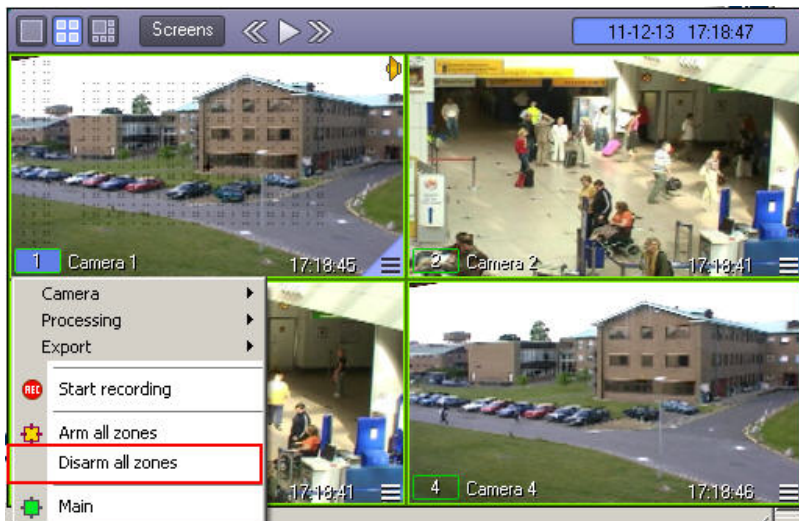 Screens
11-12-13 17:18:47
1 Camera 1 17:18:45
2 Camera 2 17:18:41
Camera
Processing
Export
REC Start recording
Arm all zones
Disarm all zones
Main
17:18:41
4 Camera 4 17:18:46